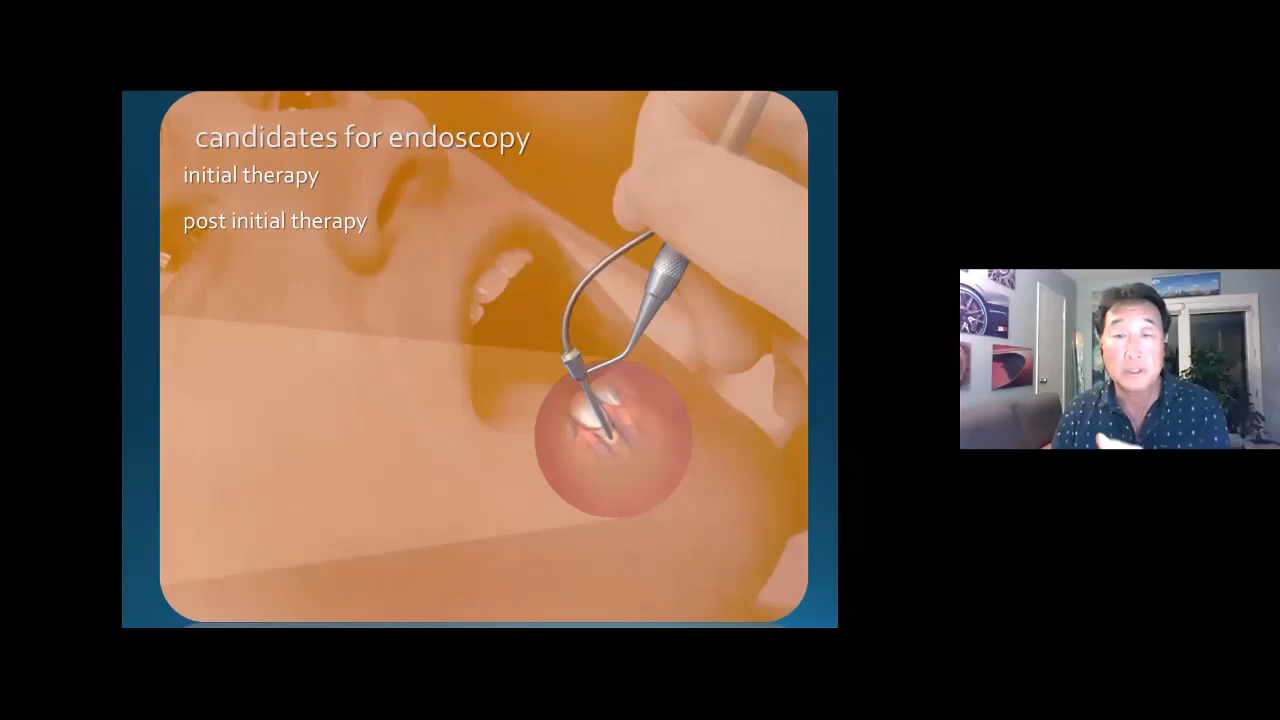 candidates for endoscopy
initial therapy
post initial therapy